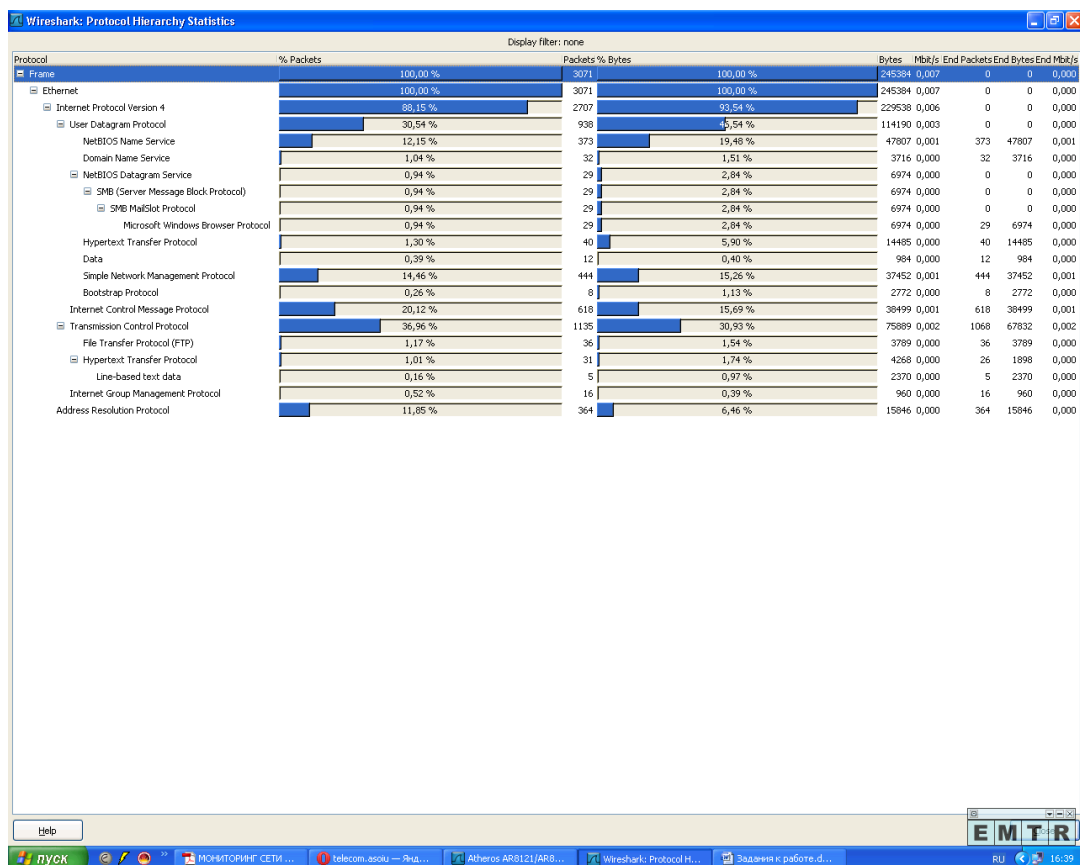 Wireshark: Protocol Hierarchy Statistics
Display filter: none
Protocol % Packets Packets % Bytes Bytes Mbit/s End Packets End Bytes End Mbit/s
Frame 100,00 % 3071 100,00 % 245384 0,007 0 0 0,000
Ethernet 100,00 % 3071 100,00 % 245384 0,007 0 0 0,000
Internet Protocol Version 4 88,15 % 2707 93,54 % 229538 0,006 0 0 0,000
User Datagram Protocol 30,54 % 938 46,54 % 114190 0,003 0 0 0,000
NetBIOS Name Service 12,15 % 373 19,48 % 47807 0,001 373 47807 0,001
Domain Name Service 1,04 % 32 1,51 % 3716 0,000 32 3716 0,000
NetBIOS Datagram Service 0,94 % 29 2,84 % 6974 0,000 0 0 0,000
SMB (Server Message Block Protocol) 0,94 % 29 2,84 % 6974 0,000 0 0 0,000
SMB MailSlot Protocol 0,94 % 29 2,84 % 6974 0,000 0 0 0,000
Microsoft Windows Browser Protocol 0,94 % 29 2,84 % 6974 0,000 29 6974 0,000
Hypertext Transfer Protocol 1,30 % 40 5,90 % 14485 0,000 40 14485 0,000
Data 0,39 % 12 0,40 % 984 0,000 12 984 0,000
Simple Network Management Protocol 14,46 % 444 15,26 % 37452 0,001 444 37452 0,001
Bootstrap Protocol 0,26 % 8 1,13 % 2772 0,000 8 2772 0,000
Internet Control Message Protocol 20,12 % 618 15,69 % 38499 0,001 618 38499 0,001
Transmission Control Protocol 36,96 % 1135 30,93 % 75889 0,002 1068 67832 0,002
File Transfer Protocol (FTP) 1,17 % 36 1,54 % 3789 0,000 36 3789 0,000
Hypertext Transfer Protocol 1,01 % 31 1,74 % 4268 0,000 26 1898 0,000
Line-based text data 0,16 % 5 0,97 % 2370 0,000 5 2370 0,000
Internet Group Management Protocol 0,52 % 16 0,39 % 960 0,000 16 960 0,000
Address Resolution Protocol 11,85 % 364 6,46 % 15846 0,000 364 15846 0,000
Help
EMTR
пуск МОНИТОРИНГ СЕТИ ... telecom.asoiu — Янд... Atheros AR8121/AR8... Wireshark: Protocol H... Задания к работе.d... RU 16:39